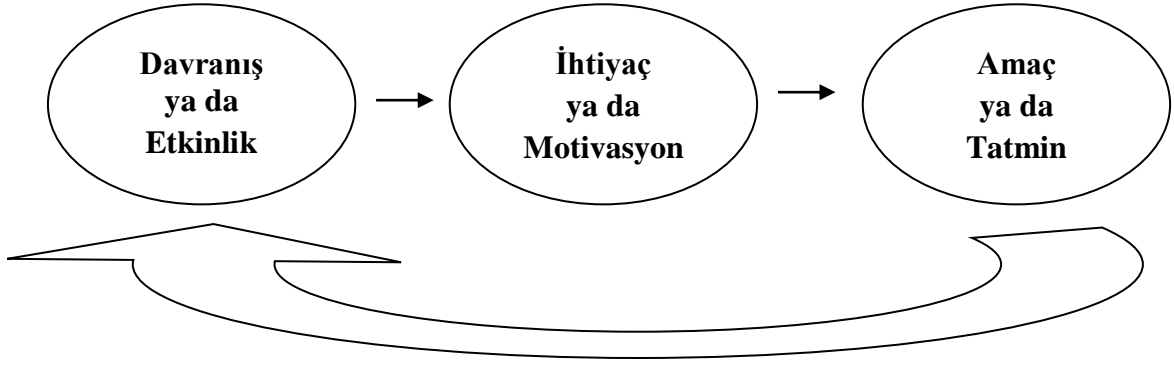 Davranış
ya da
Etkinlik
İhtiyaç
ya da
Motivasyon
Amaç
ya da
Tatmin